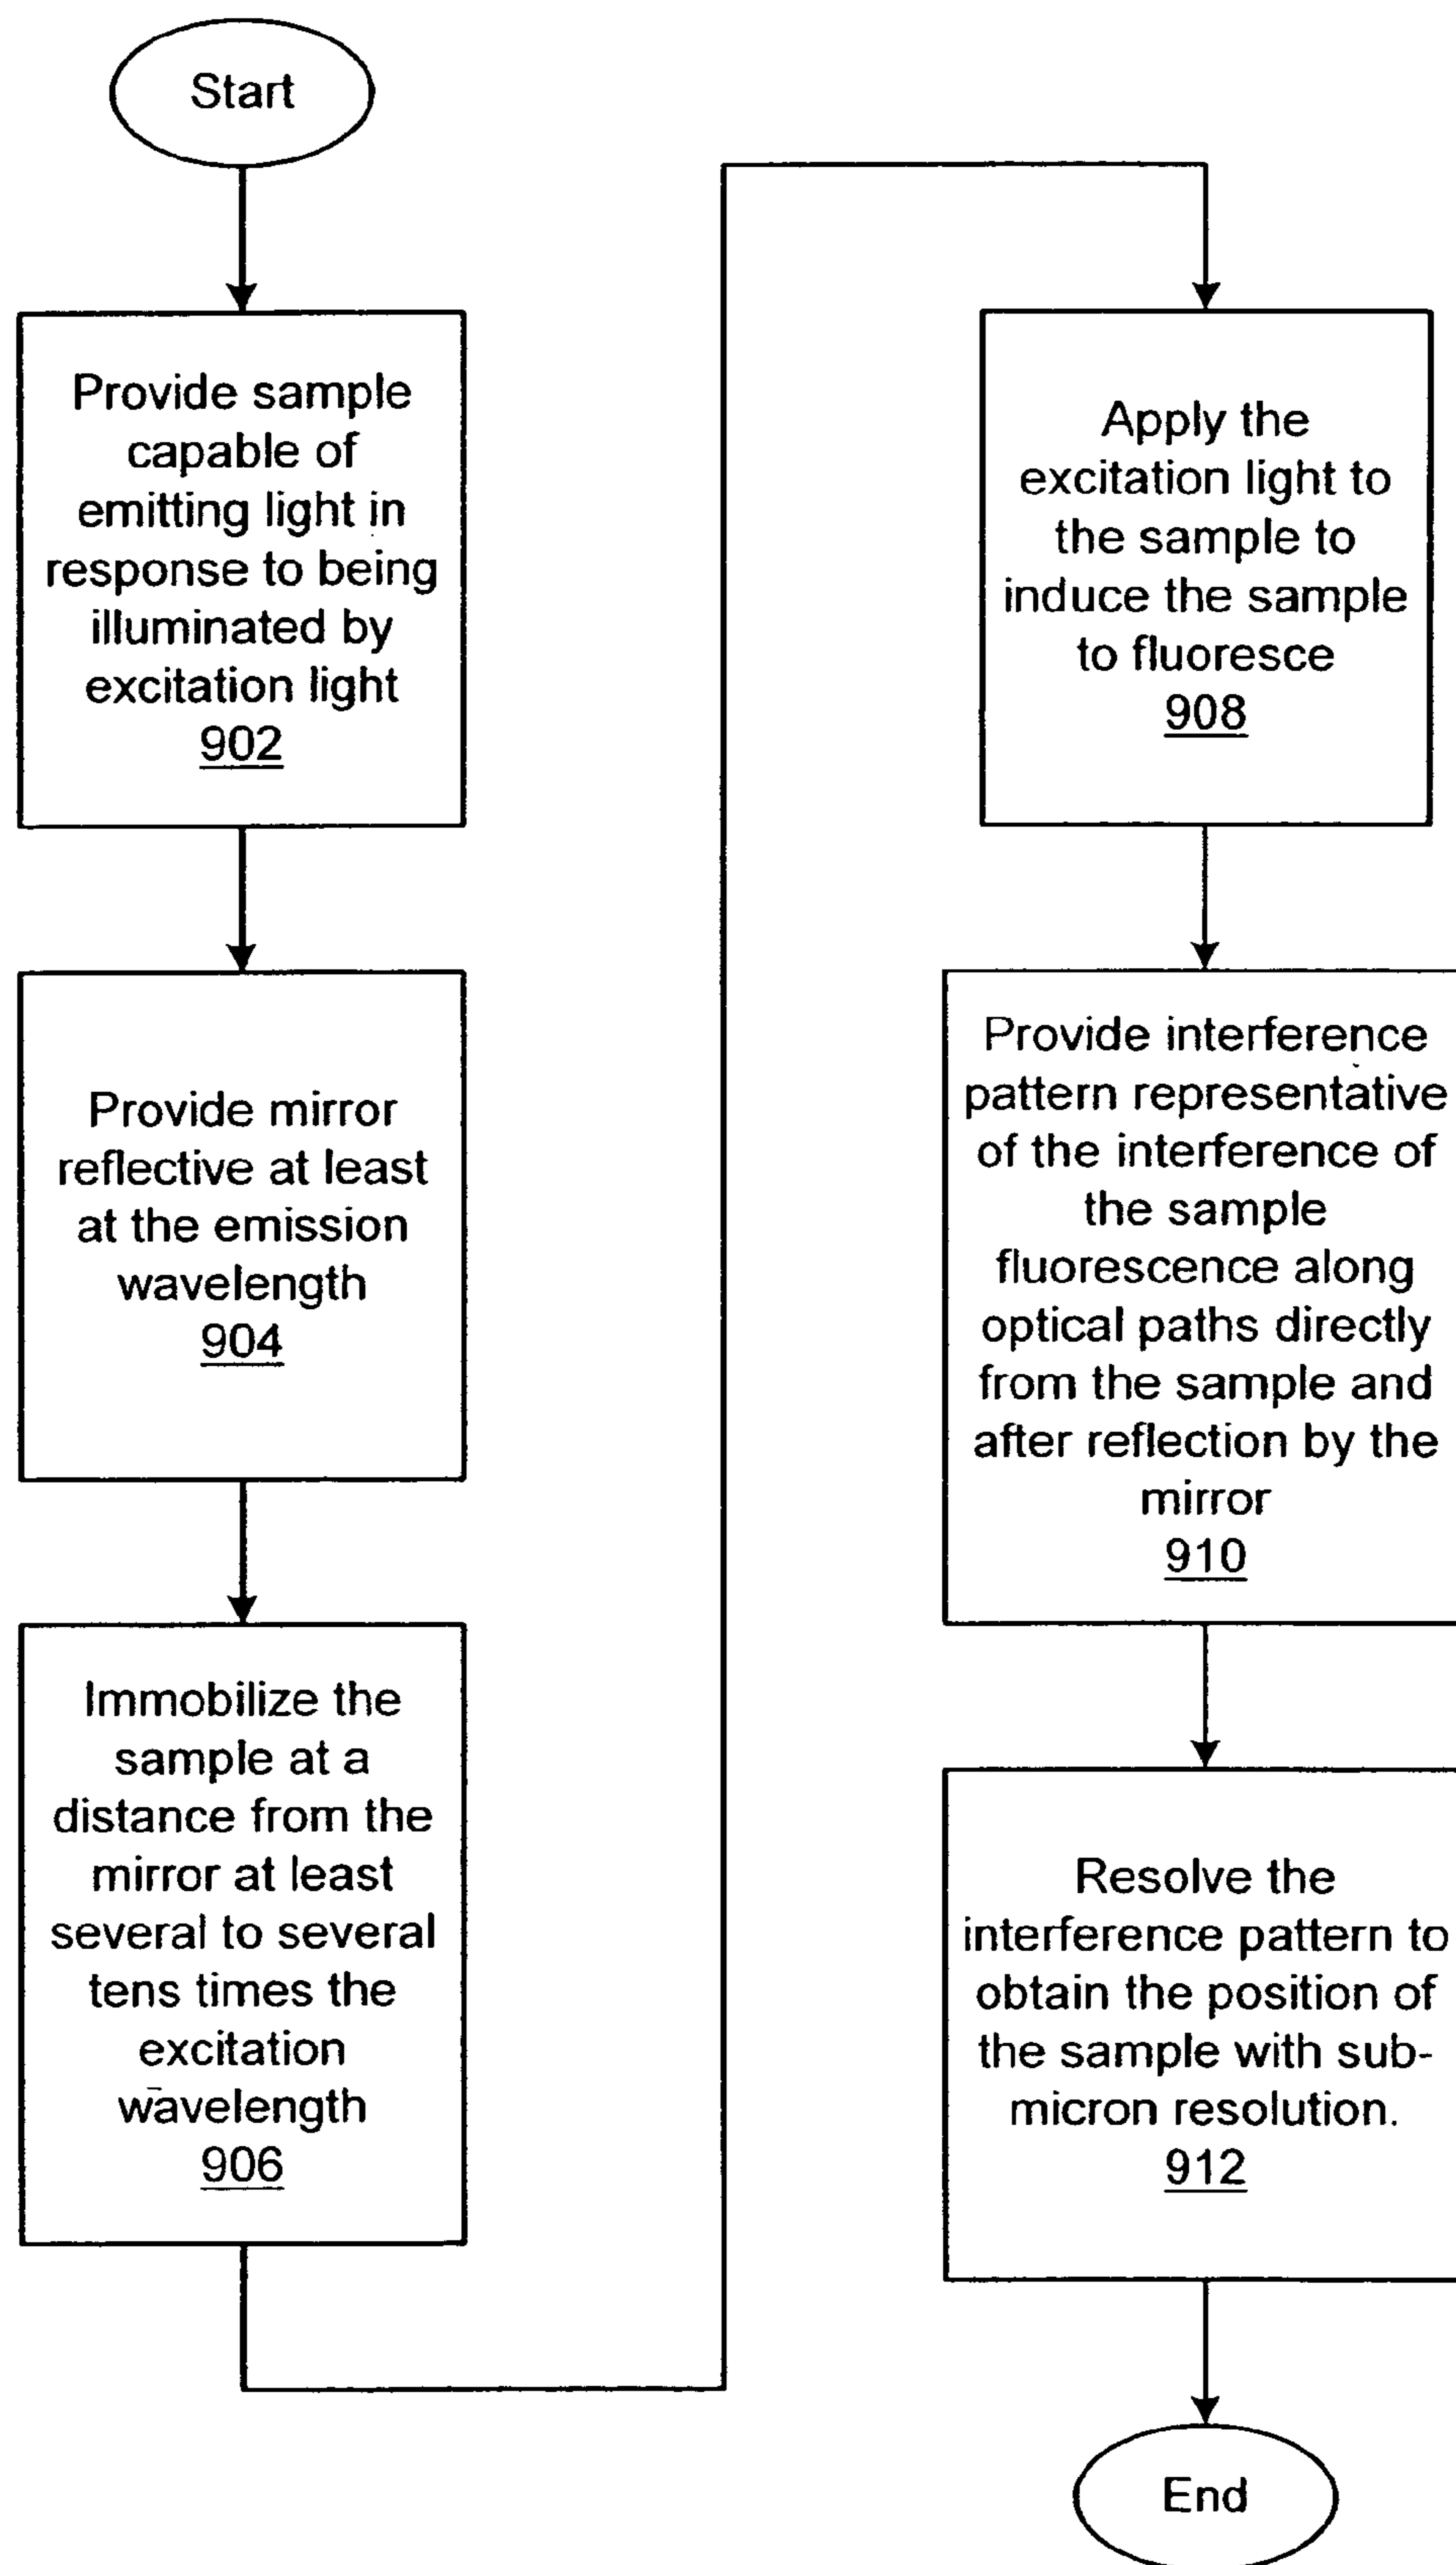 Start
Provide sample
capable of
emitting light in
response to being
illuminated by
excitation light
902
Provide mirror
reflective at least
at the emission
wavelength
904
Immobilize the
sample at a
distance from the
mirror at least
several to several
tens times the
excitation
wavelength
906
Apply the
excitation light to
the sample to
induce the sample
to fluoresce
908
Provide interference
pattern representative
of the interference of
the sample
fluorescence along
optical paths directly
from the sample and
after reflection by the
mirror
910
Resolve the
interference pattern to
obtain the position of
the sample with sub-
micron resolution.
912
End